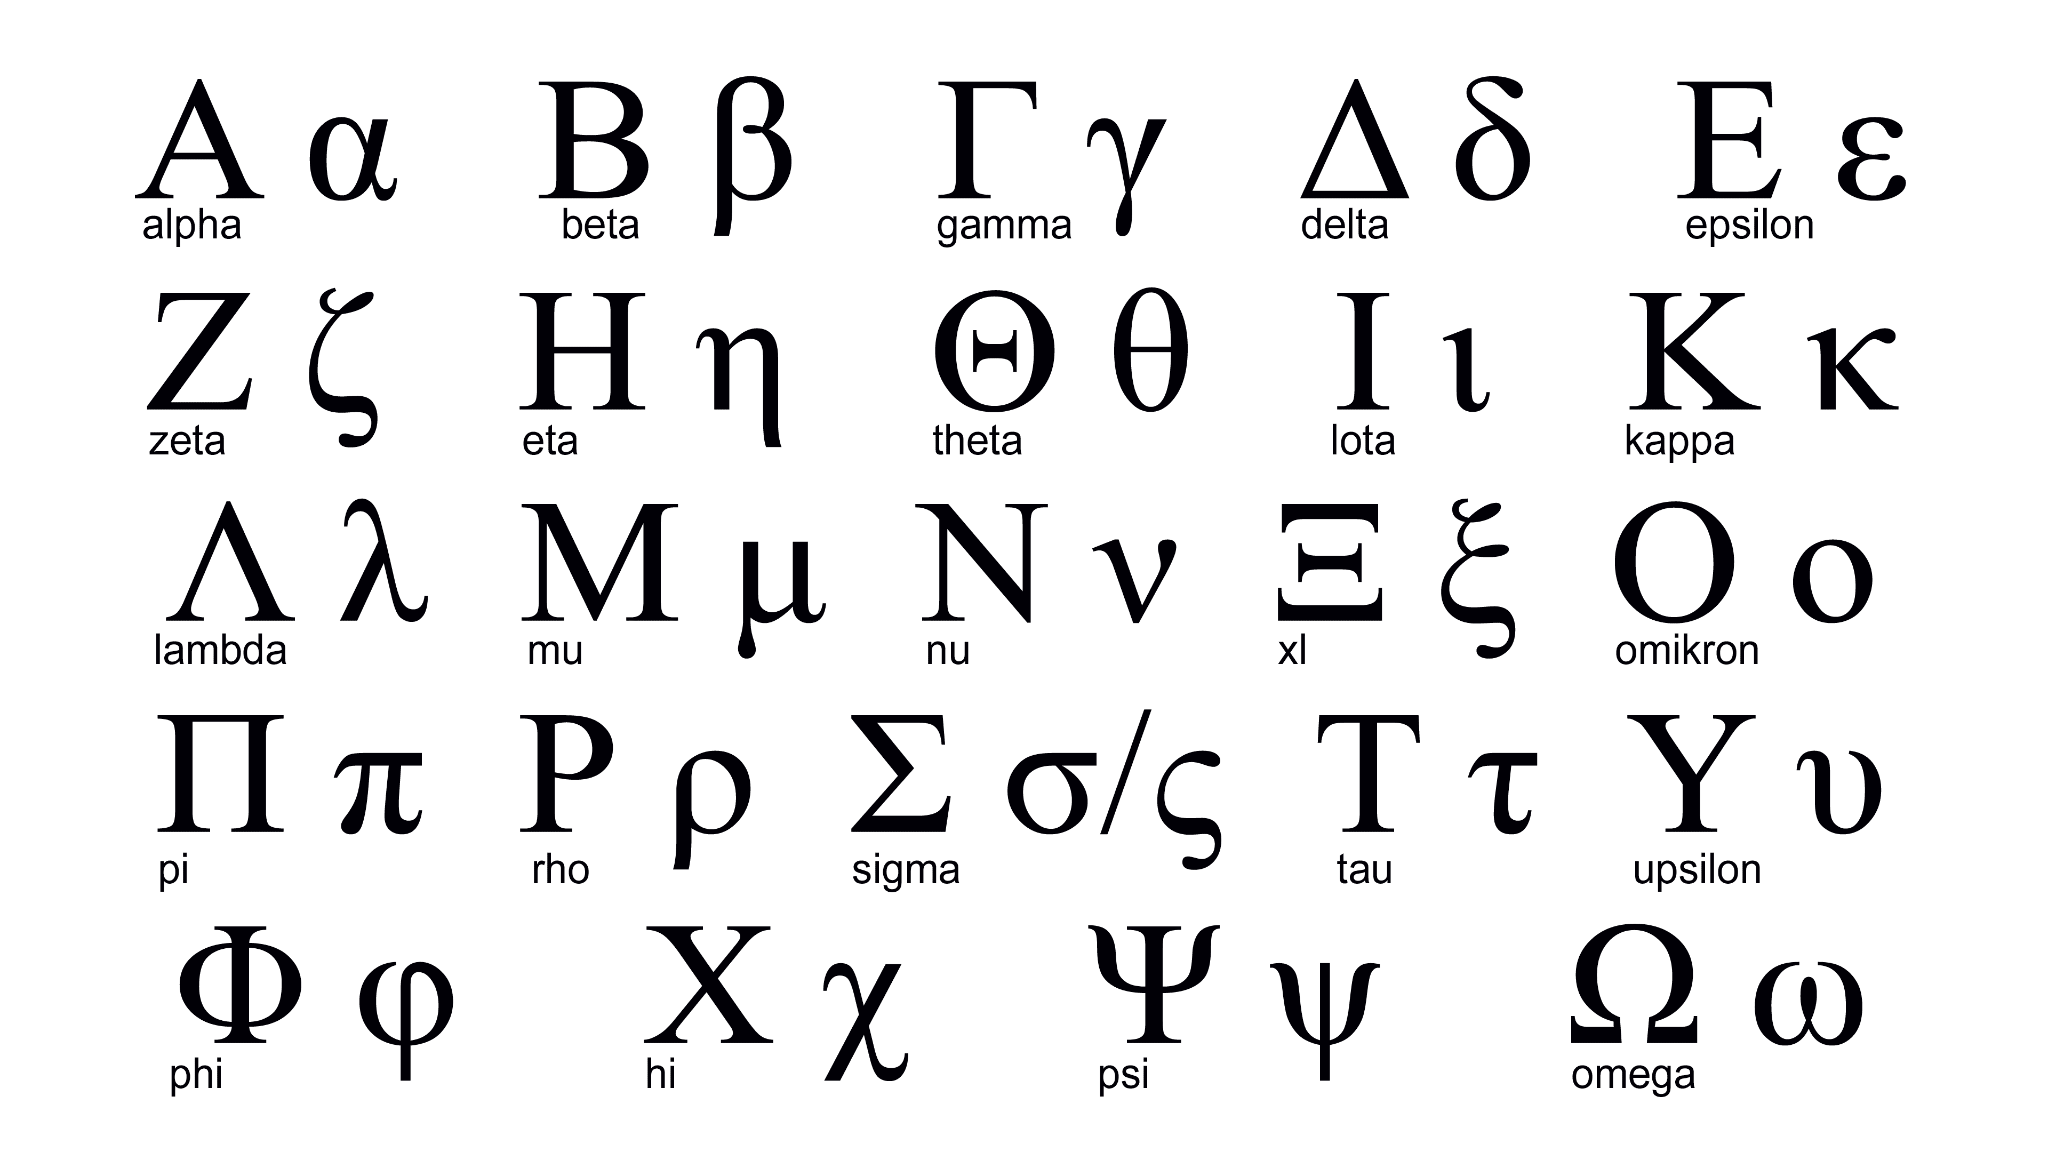 Α α Β β Γ γ Δ δ Ε ε
alpha beta gamma delta epsilon
Ζ ζ Η η Θ θ Ι ι Κ κ
zeta eta theta lota kappa
Λ λ Μ μ Ν ν Ξ ξ Ο ο
lambda mu nu xl omikron
Π π Ρ ρ Σ σ/ς Τ τ Υ υ
pi rho sigma tau upsilon
Φ φ Χ χ Ψ ψ Ω ω
phi hi psi omega